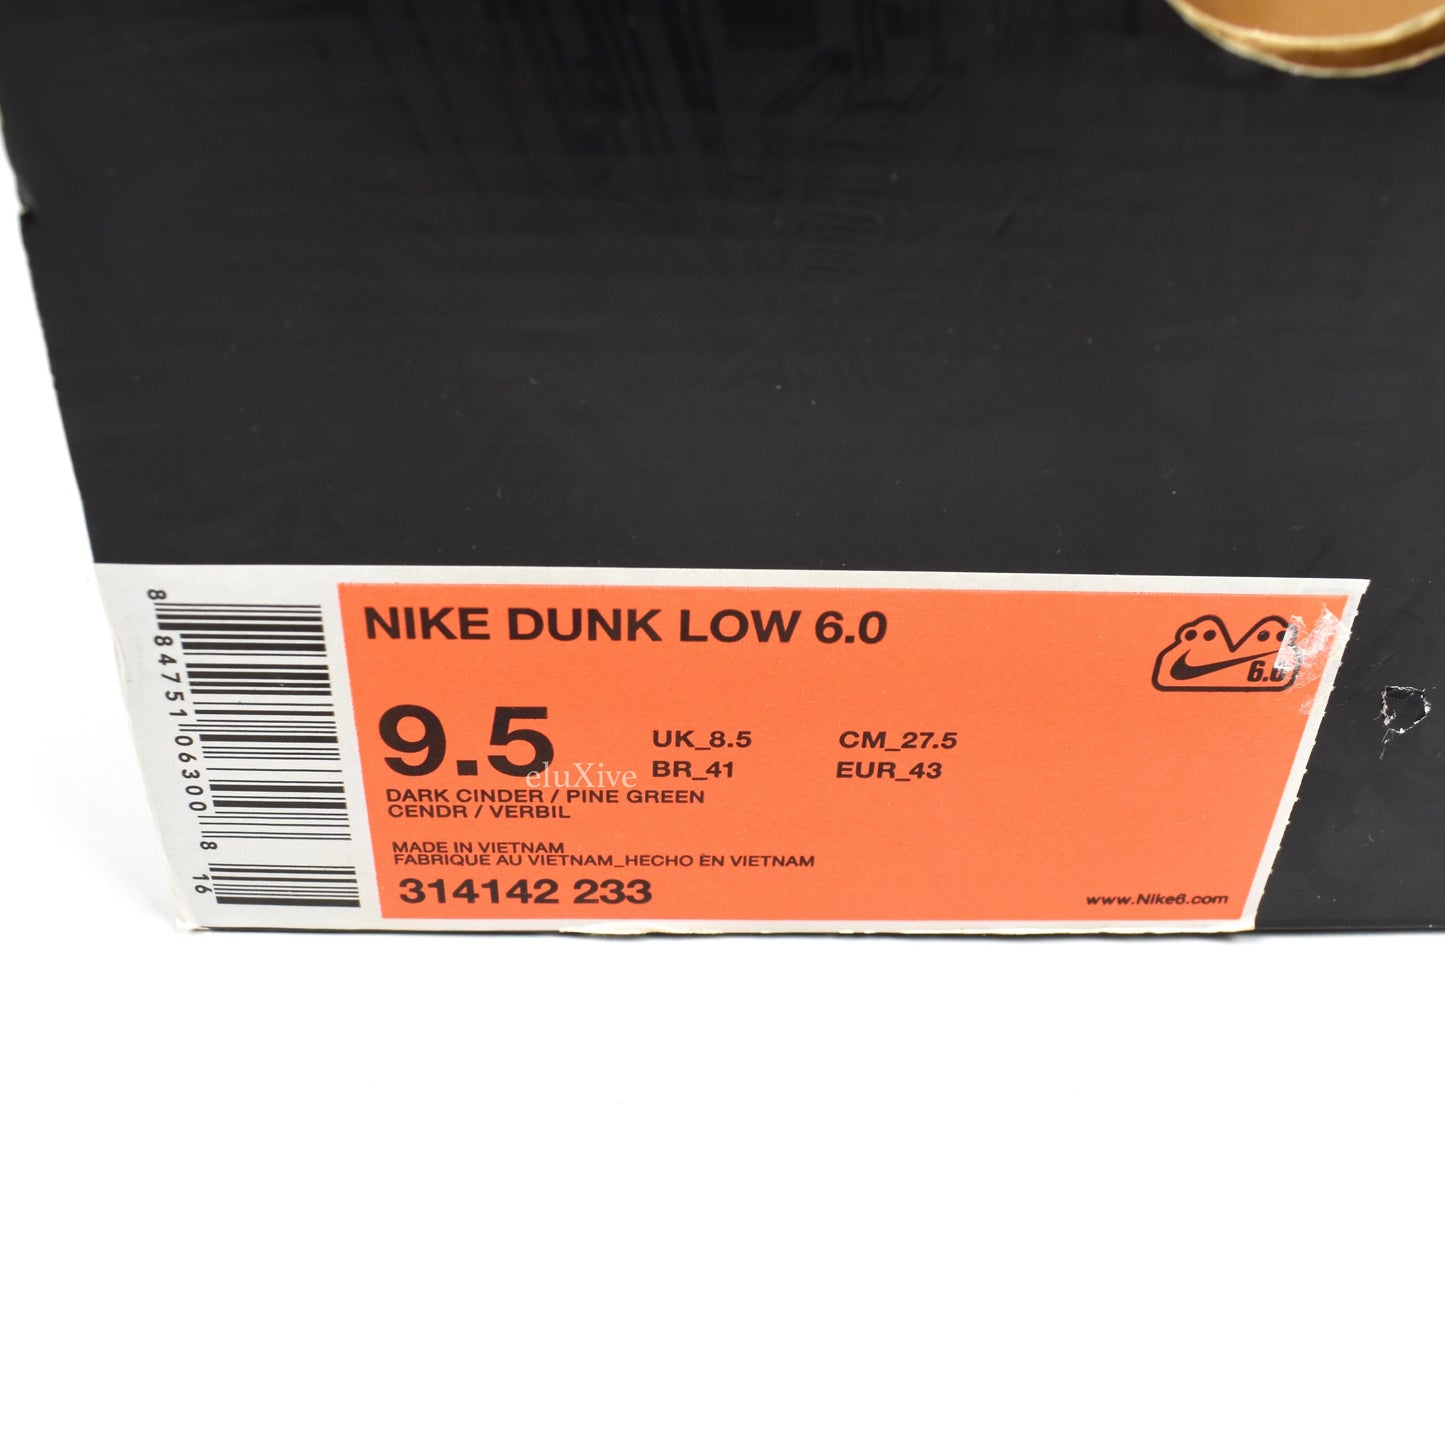 NIKE DUNK LOW 6.0
6.0
9.5
UK_8.5 CM_27.5
BR_41 EUR_43
eluXive
DARK CINDER / PINE GREEN
CENDR / VERBIL
MADE IN VIETNAM
FABRIQUE AU VIETNAM_HECHO EN VIETNAM
314142 233
www.Nike6.com
8 84751 06300 8 16